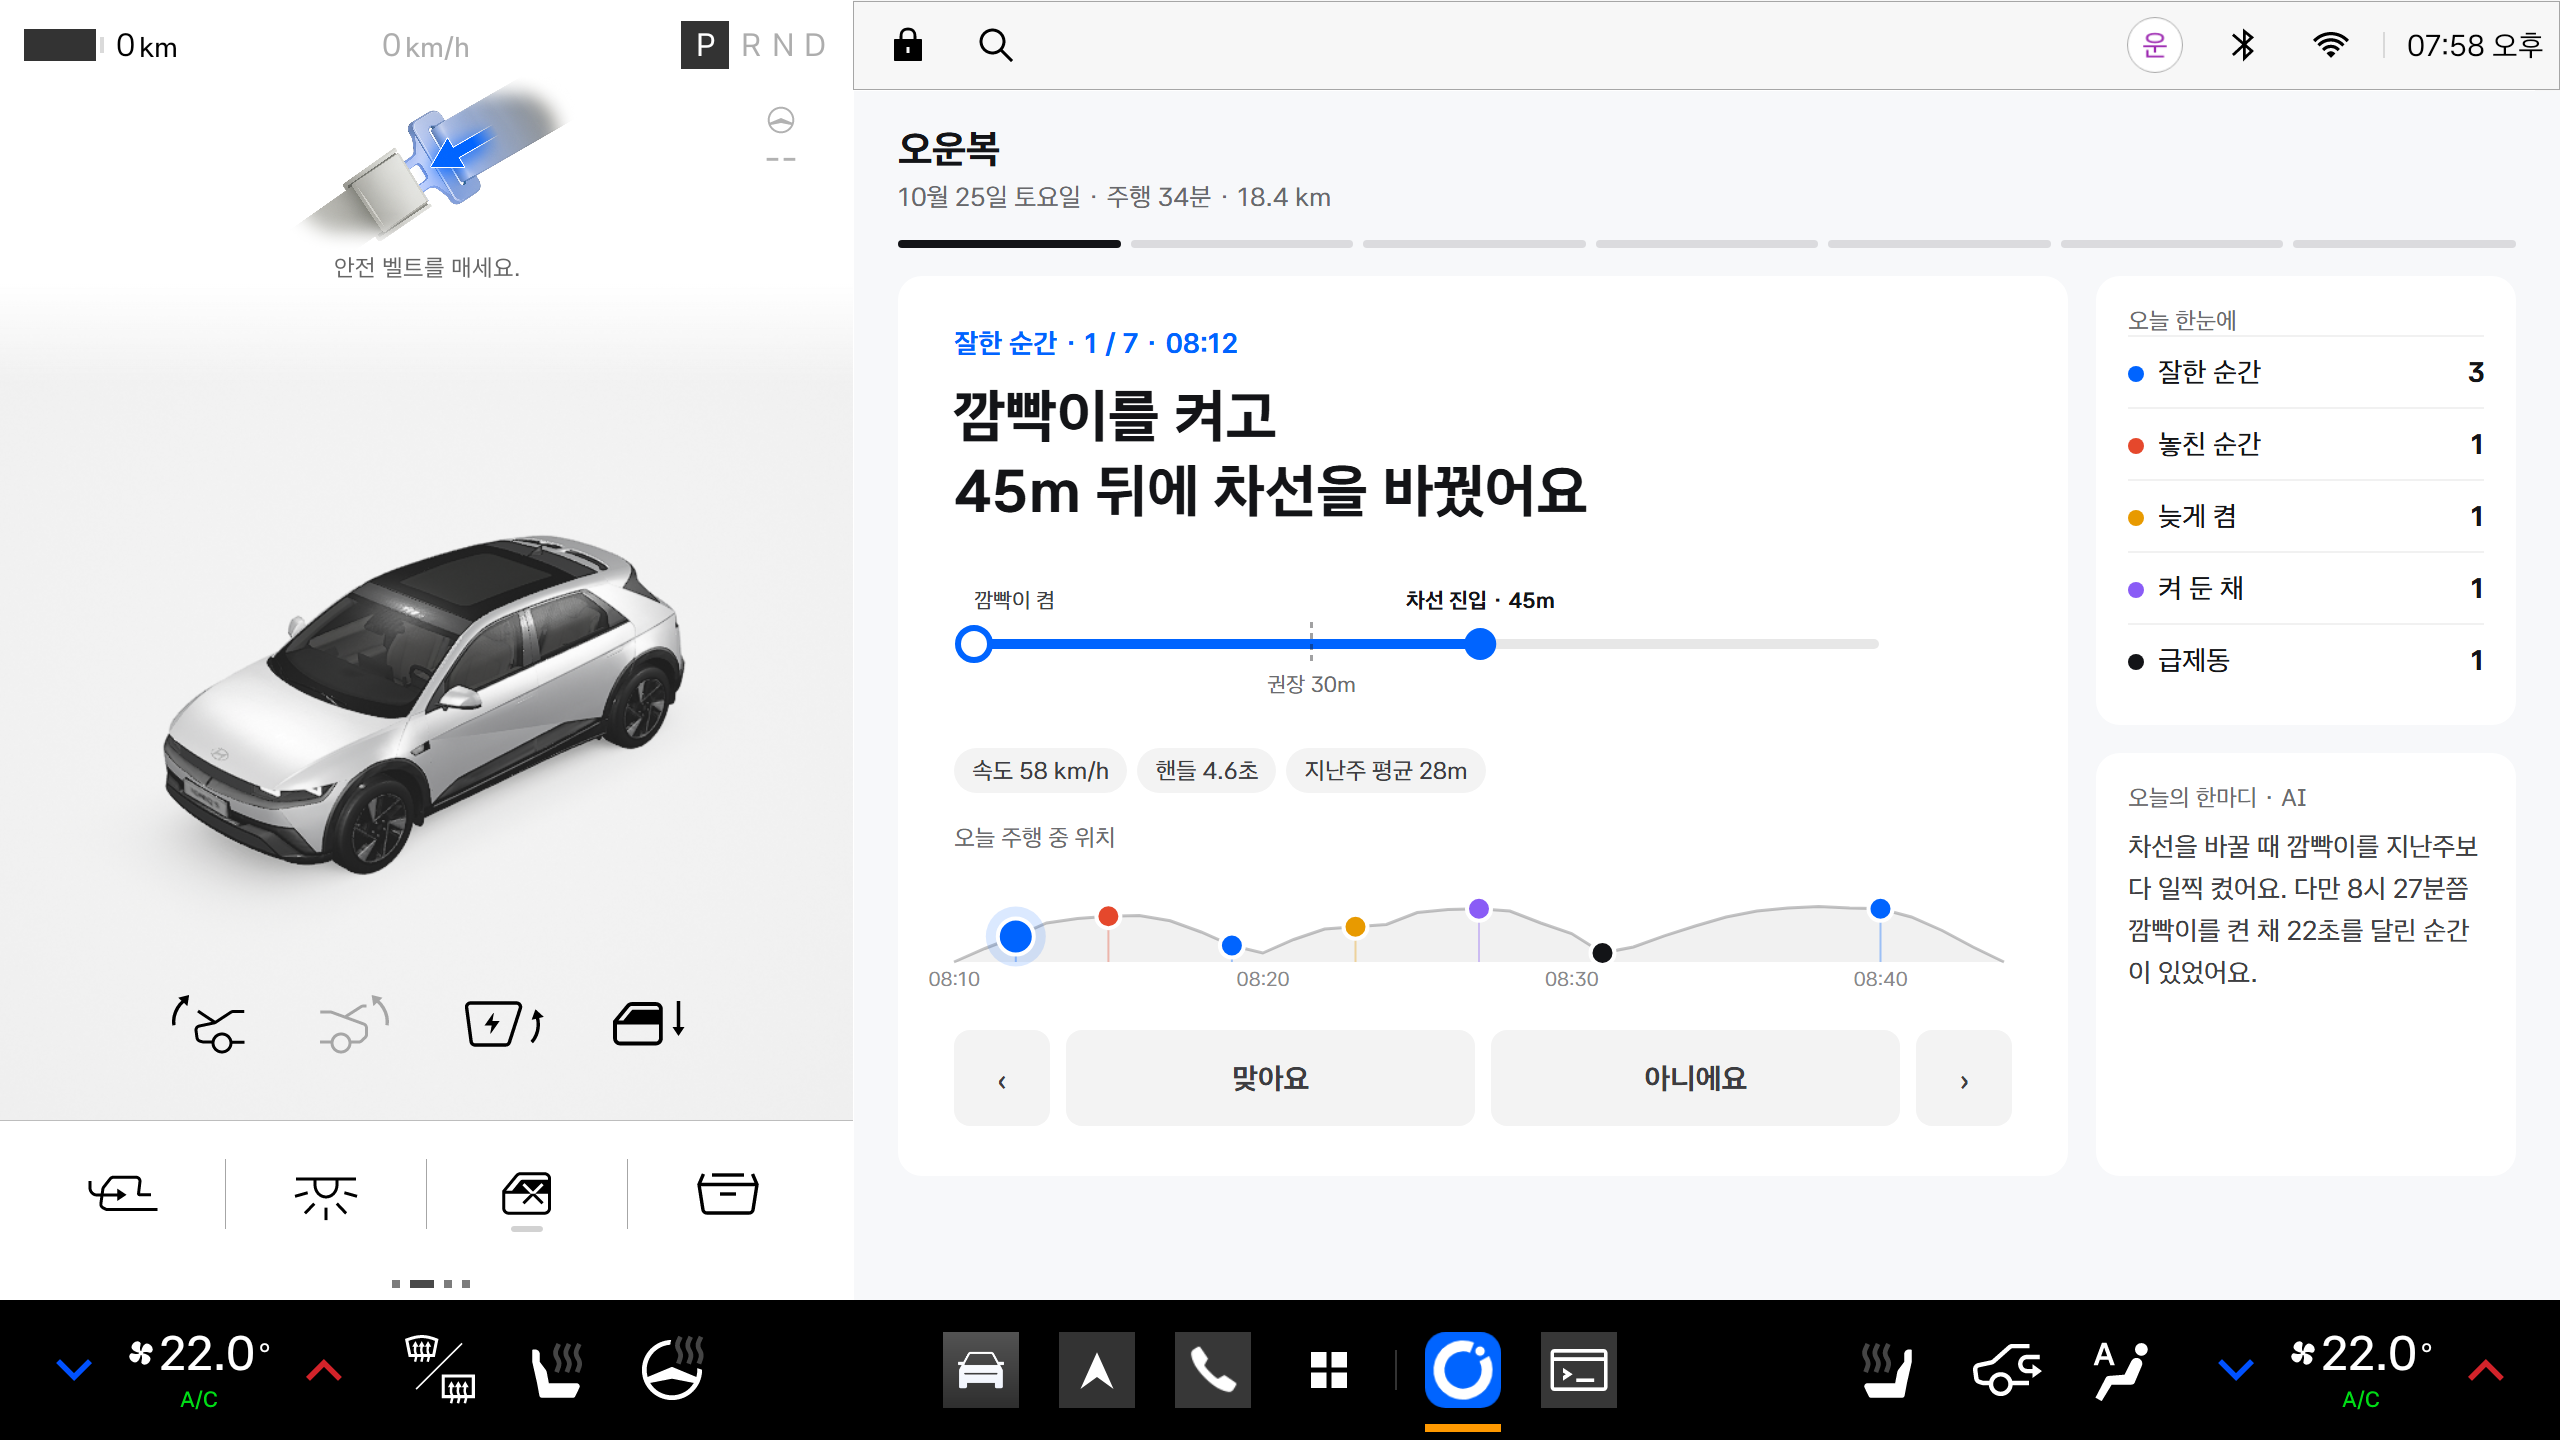 0 km
0 km/h
P R N D
안전 벨트를 매세요.
운
07:58 오후
오운복
10월 25일 토요일 · 주행 34분 · 18.4 km
잘한 순간 · 1 / 7 · 08:12
깜빡이를 켜고
45m 뒤에 차선을 바꿨어요
깜빡이 켬
차선 진입 · 45m
권장 30m
속도 58 km/h
핸들 4.6초
지난주 평균 28m
오늘 주행 중 위치
08:10
08:20
08:30
08:40
‹
맞아요
아니에요
›
오늘 한눈에
잘한 순간 3
놓친 순간 1
늦게 켬 1
켜 둔 채 1
급제동 1
오늘의 한마디 · AI
차선을 바꿀 때 깜빡이를 지난주보
다 일찍 켰어요. 다만 8시 27분쯤
깜빡이를 켠 채 22초를 달린 순간
이 있었어요.
22.0°
A/C
A
22.0°
A/C